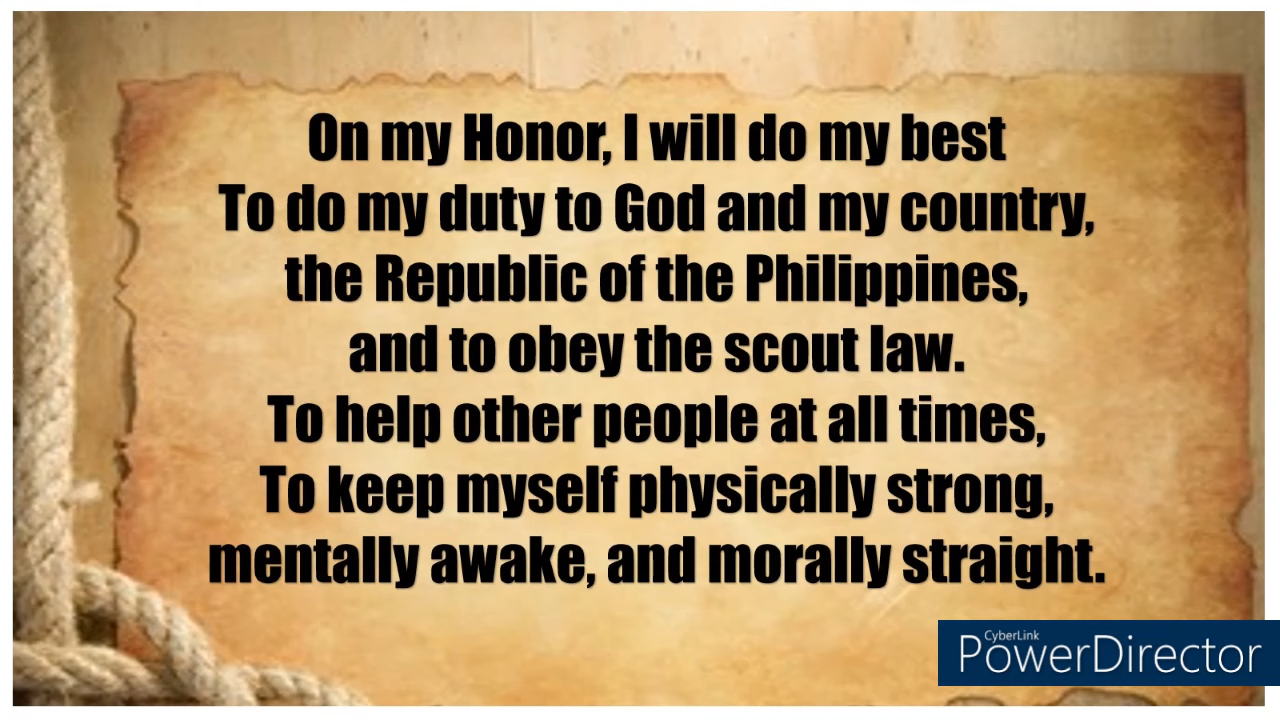 On my Honor, I will do my best
To do my duty to God and my country,
the Republic of the Philippines,
and to obey the scout law.
To help other people at all times,
To keep myself physically strong,
mentally awake, and morally straight.
CyberLink
PowerDirector